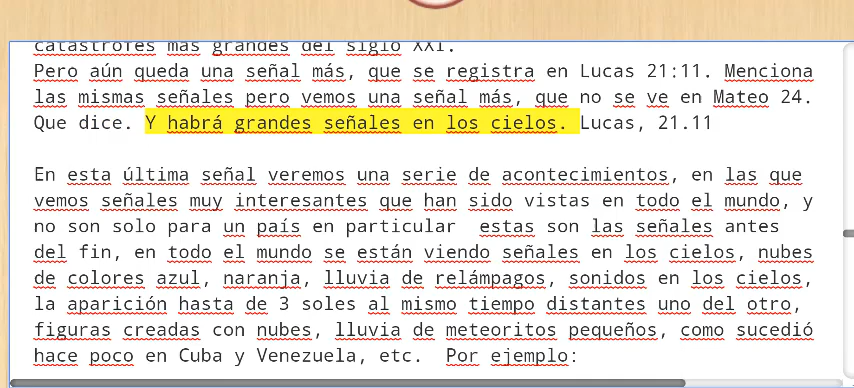 catástrofes más grandes del siglo XXI.
Pero aún queda una señal más, que se registra en Lucas 21:11. Menciona
las mismas señales pero vemos una señal más, que no se ve en Mateo 24.
Que dice. Y habrá grandes señales en los cielos. Lucas, 21.11
En esta última señal veremos una serie de acontecimientos, en las que
vemos señales muy interesantes que han sido vistas en todo el mundo, y
no son solo para un país en particular  estas son las señales antes
del fin, en todo el mundo se están viendo señales en los cielos, nubes
de colores azul, naranja, lluvia de relámpagos, sonidos en los cielos,
la aparición hasta de 3 soles al mismo tiempo distantes uno del otro,
figuras creadas con nubes, lluvia de meteoritos pequeños, como sucedió
hace poco en Cuba y Venezuela, etc.  Por ejemplo: